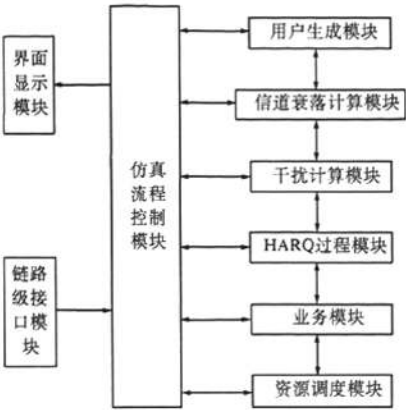 界面
显示
模块
链路
级接
口模
块
仿真
流程
控制
模块
用户生成模块
信道衰落计算模块
干扰计算模块
HARQ过程模块
业务模块
资源调度模块